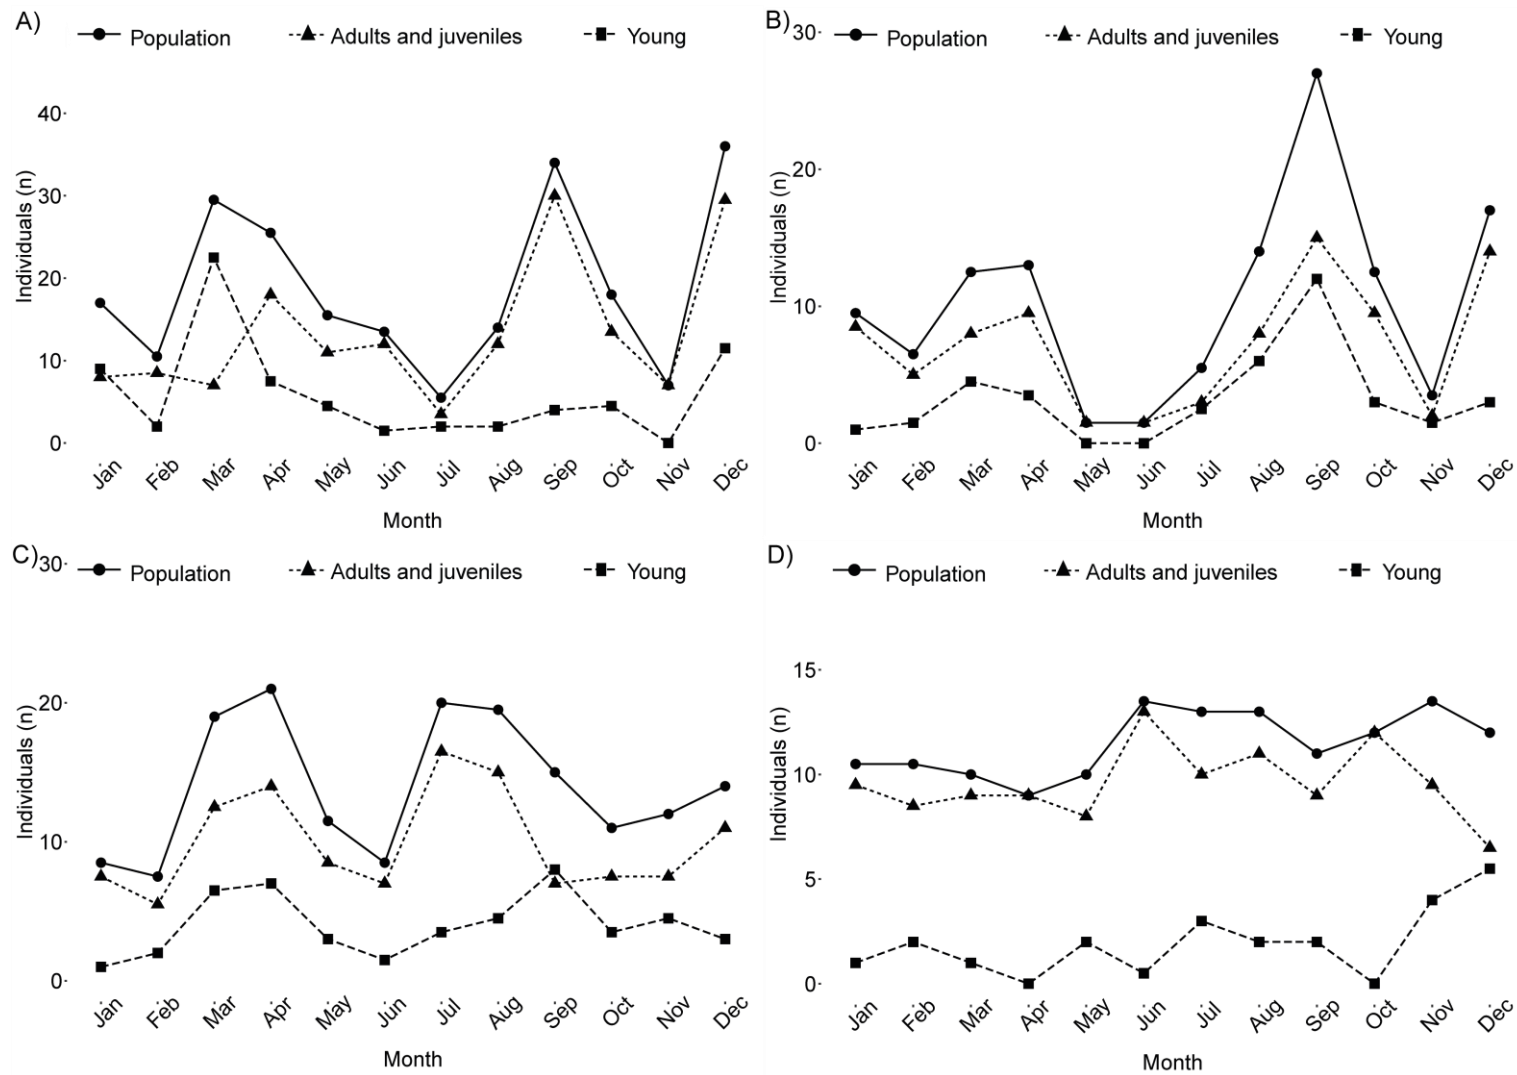 A)
Population Adults and juveniles Young
40
30
20
10
0
Individuals (n)
Jan Feb Mar Apr May Jun Jul Aug Sep Oct Nov Dec
Month
B)
30
Population Adults and juveniles Young
20
10
0
Individuals (n)
Jan Feb Mar Apr May Jun Jul Aug Sep Oct Nov Dec
Month
C)
30
Population Adults and juveniles Young
20
10
0
Individuals (n)
Jan Feb Mar Apr May Jun Jul Aug Sep Oct Nov Dec
Month
D)
Population Adults and juveniles Young
15
10
5
0
Individuals (n)
Jan Feb Mar Apr May Jun Jul Aug Sep Oct Nov Dec
Month